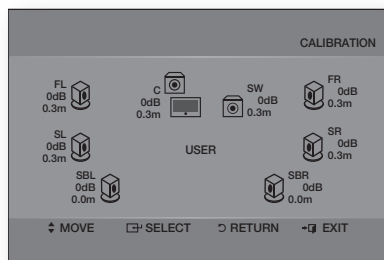 CALIBRATION
FL
0dB
0.3m
C
0dB
0.3m
SW
0dB
0.3m
FR
0dB
0.3m
SL
0dB
0.3m
USER
SR
0dB
0.3m
SBL
0dB
0.0m
SBR
0dB
0.0m
MOVE SELECT RETURN EXIT